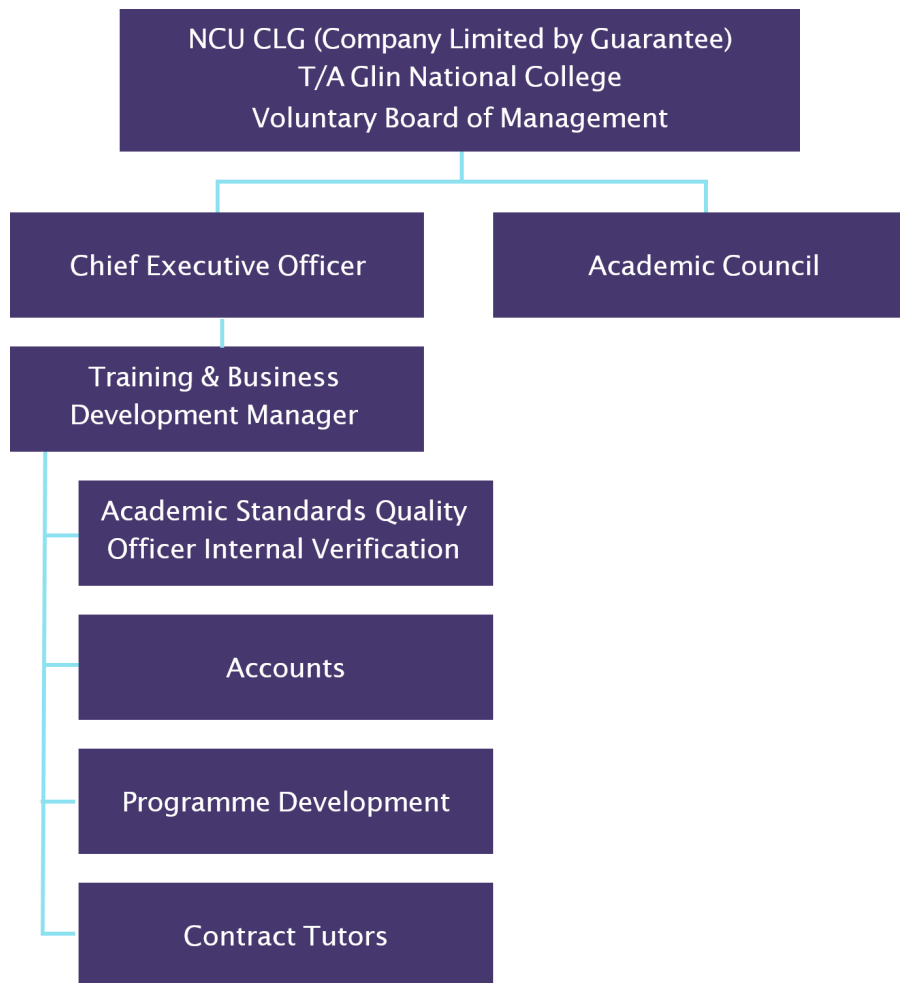 NCU CLG (Company Limited by Guarantee)
T/A Glin National College
Voluntary Board of Management
Chief Executive Officer
Academic Council
Training & Business
Development Manager
Academic Standards Quality
Officer Internal Verification
Accounts
Programme Development
Contract Tutors